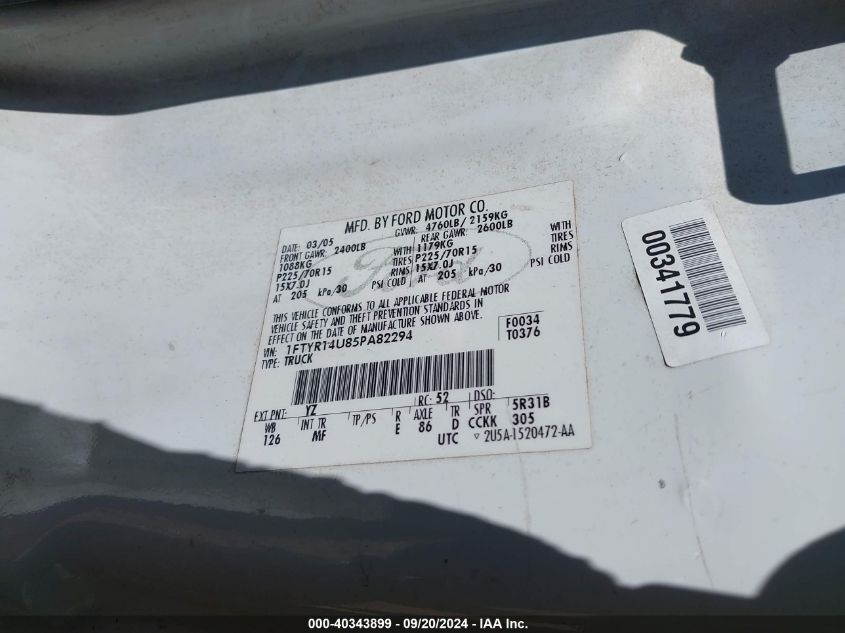 MFD. BY FORD MOTOR CO.
DATE: 03/05 GVWR: 4760LB/ 2159KG
FRONT GAWR: 2400LB REAR GAWR: 2600LB
1088KG WITH 1179KG WITH
P225/70R15 TIRES P225/70R15 TIRES
15X7.0J RIMS 15X7.0J RIMS
AT 205 kPa/30 PSI COLD AT 205 kPa/30 PSI COLD
Ford
THIS VEHICLE CONFORMS TO ALL APPLICABLE FEDERAL MOTOR
VEHICLE SAFETY AND THEFT PREVENTION STANDARDS IN
EFFECT ON THE DATE OF MANUFACTURE SHOWN ABOVE.
VIN: 1FTYR14U85PA82294 F0034
TYPE: TRUCK T0376
EXT PNT: YZ RC: 52 DSO:
WB INT TR TP/PS R AXLE TR SPR 5R31B
126 MF E 86 D CCKK 305
UTC ▽ 2U5A-1520472-AA
00341779
000-40343899 - 09/20/2024 - IAA Inc.